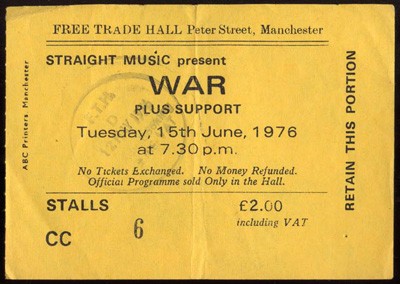 FREE TRADE HALL Peter Street, Manchester
STRAIGHT MUSIC present
WAR
PLUS SUPPORT
Tuesday, 15th June, 1976
at 7.30 p.m.
No Tickets Exchanged. No Money Refunded.
Official Programme sold Only in the Hall.
STALLS £2.00
including VAT
CC 6
ABC Printers, Manchester
RETAIN THIS PORTION